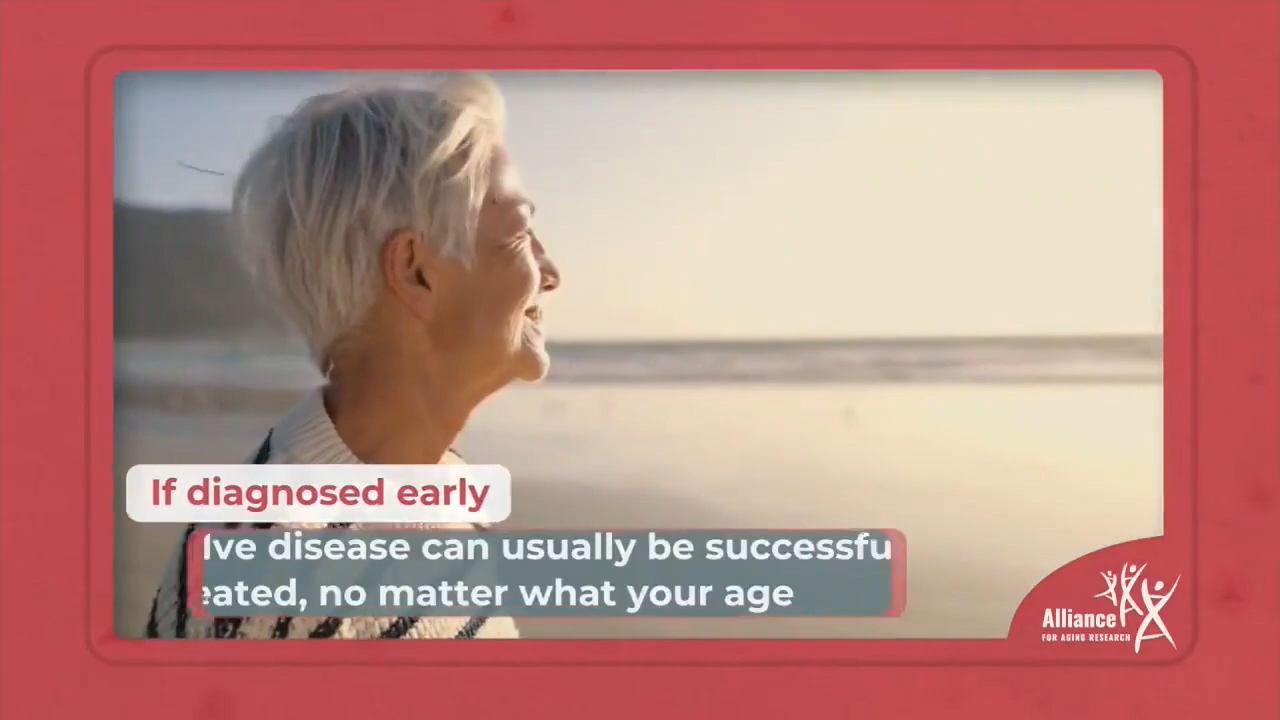 If diagnosed early
lve disease can usually be successfu
eated, no matter what your age
Alliance
FOR AGING RESEARCH